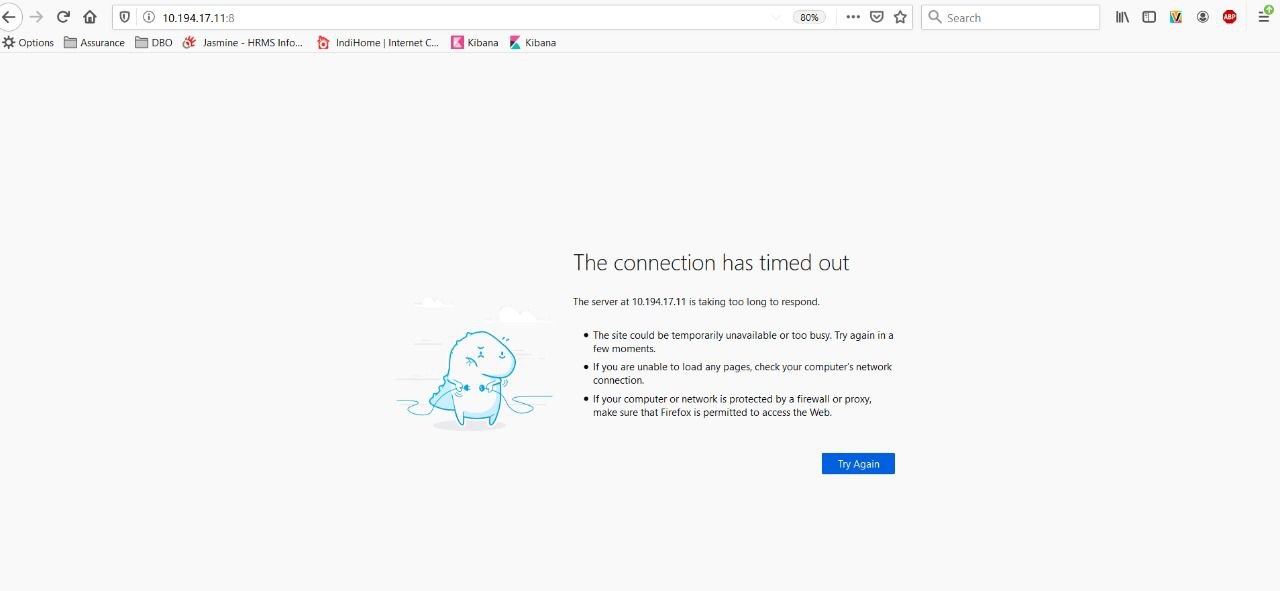 10.194.17.11:8
80%
Search
ABP
Options
Assurance
DBO
Jasmine - HRMS Info...
IndiHome | Internet C...
Kibana
Kibana
The connection has timed out
The server at 10.194.17.11 is taking too long to respond.
• The site could be temporarily unavailable or too busy. Try again in a
few moments.
• If you are unable to load any pages, check your computer's network
connection.
• If your computer or network is protected by a firewall or proxy,
make sure that Firefox is permitted to access the Web.
Try Again